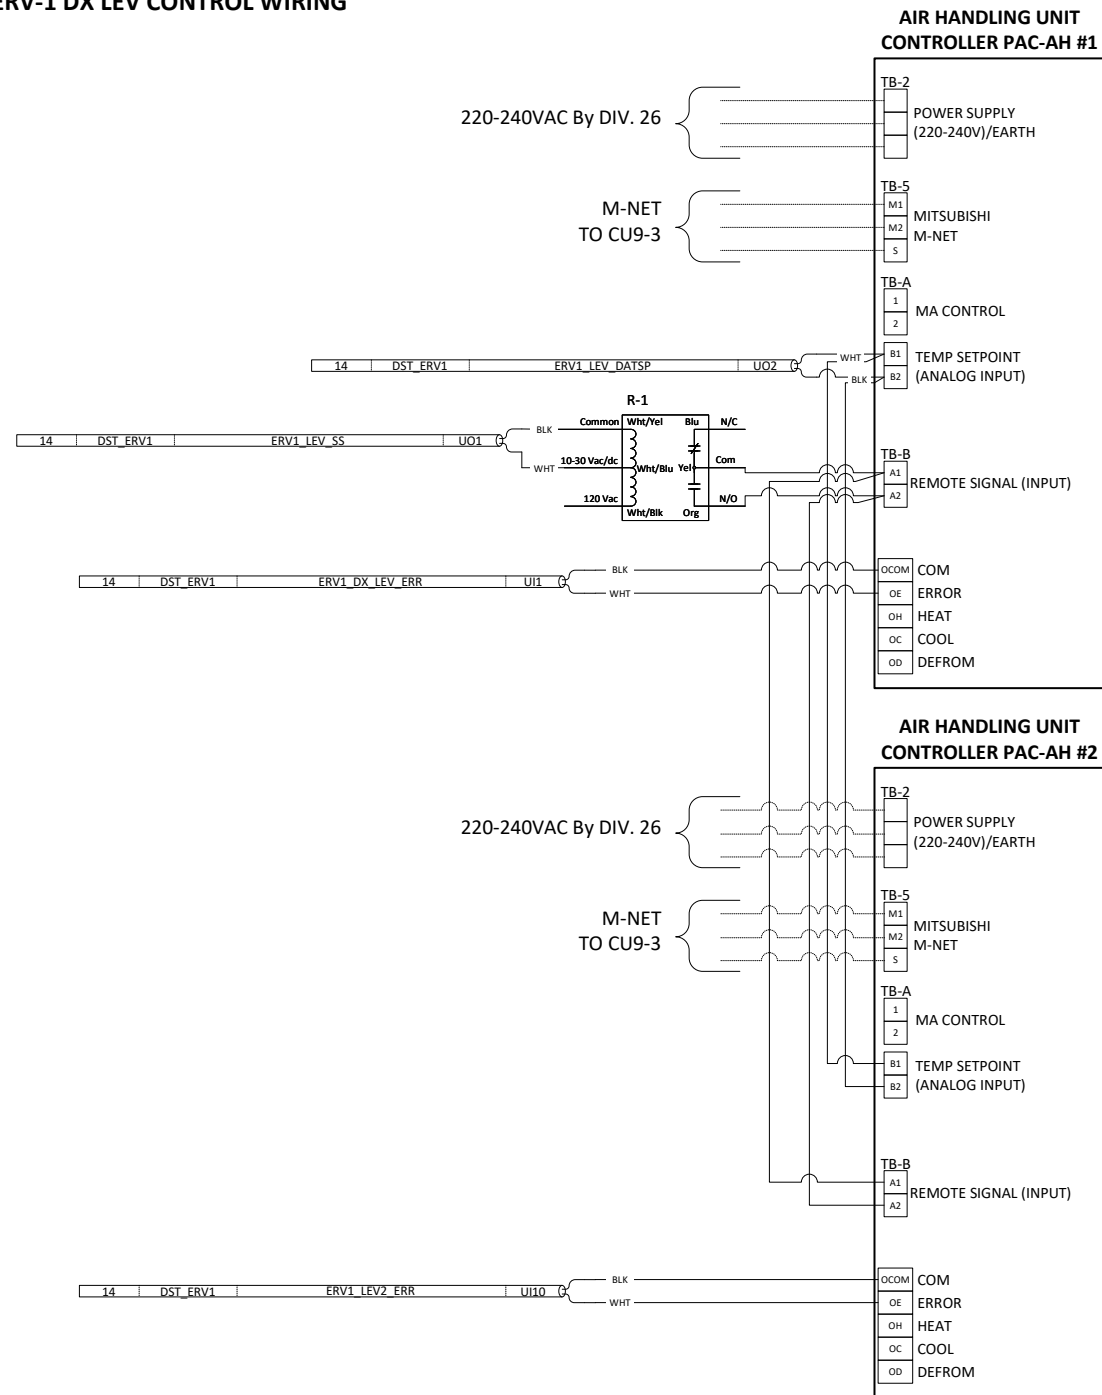 ERV-1 DX LEV CONTROL WIRING
AIR HANDLING UNIT
CONTROLLER PAC-AH #1
TB-2
220-240VAC By DIV. 26
POWER SUPPLY
(220-240V)/EARTH
TB-5
M-NET
TO CU9-3
M1
M2
S
MITSUBISHI
M-NET
TB-A
1
2
MA CONTROL
14 DST_ERV1 ERV1_LEV_DATSP UO2
WHT
BLK
B1
B2
TEMP SETPOINT
(ANALOG INPUT)
R-1
14 DST_ERV1 ERV1_LEV_SS UO1
BLK
WHT
Common Wht/Yel Blu N/C
10-30 Vac/dc Wht/Blu Yel Com
120 Vac Wht/Blk Org N/O
TB-B
A1
A2
REMOTE SIGNAL (INPUT)
14 DST_ERV1 ERV1_DX_LEV_ERR UI1
BLK
WHT
OCOM COM
OE ERROR
OH HEAT
OC COOL
OD DEFROM
AIR HANDLING UNIT
CONTROLLER PAC-AH #2
TB-2
220-240VAC By DIV. 26
POWER SUPPLY
(220-240V)/EARTH
TB-5
M-NET
TO CU9-3
M1
M2
S
MITSUBISHI
M-NET
TB-A
1
2
MA CONTROL
B1
B2
TEMP SETPOINT
(ANALOG INPUT)
TB-B
A1
A2
REMOTE SIGNAL (INPUT)
14 DST_ERV1 ERV1_LEV2_ERR UI10
BLK
WHT
OCOM COM
OE ERROR
OH HEAT
OC COOL
OD DEFROM